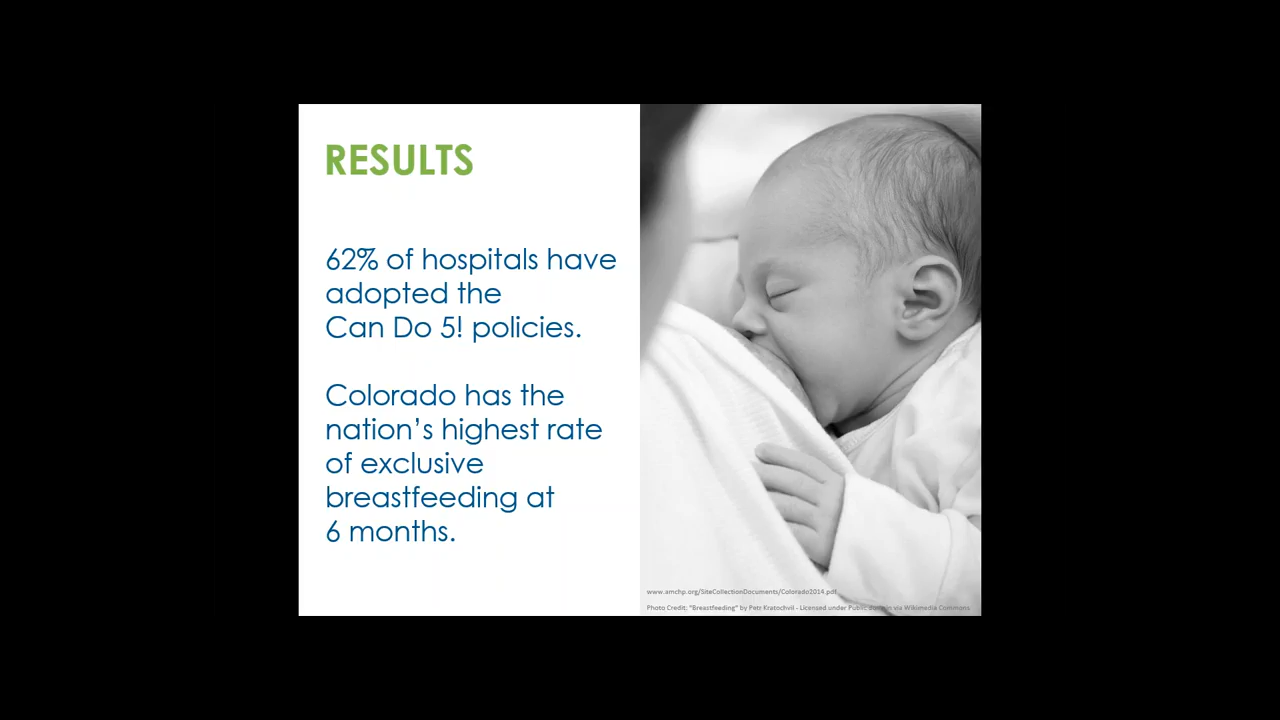 RESULTS
62% of hospitals have
adopted the
Can Do 5! policies.
Colorado has the
nation's highest rate
of exclusive
breastfeeding at
6 months.
www.amchp.org/SiteCollectionDocuments/Colorado2014.pdf
Photo Credit: "Breastfeeding" by Petr Kratochvil - Licensed under Public domain via Wikimedia Commons